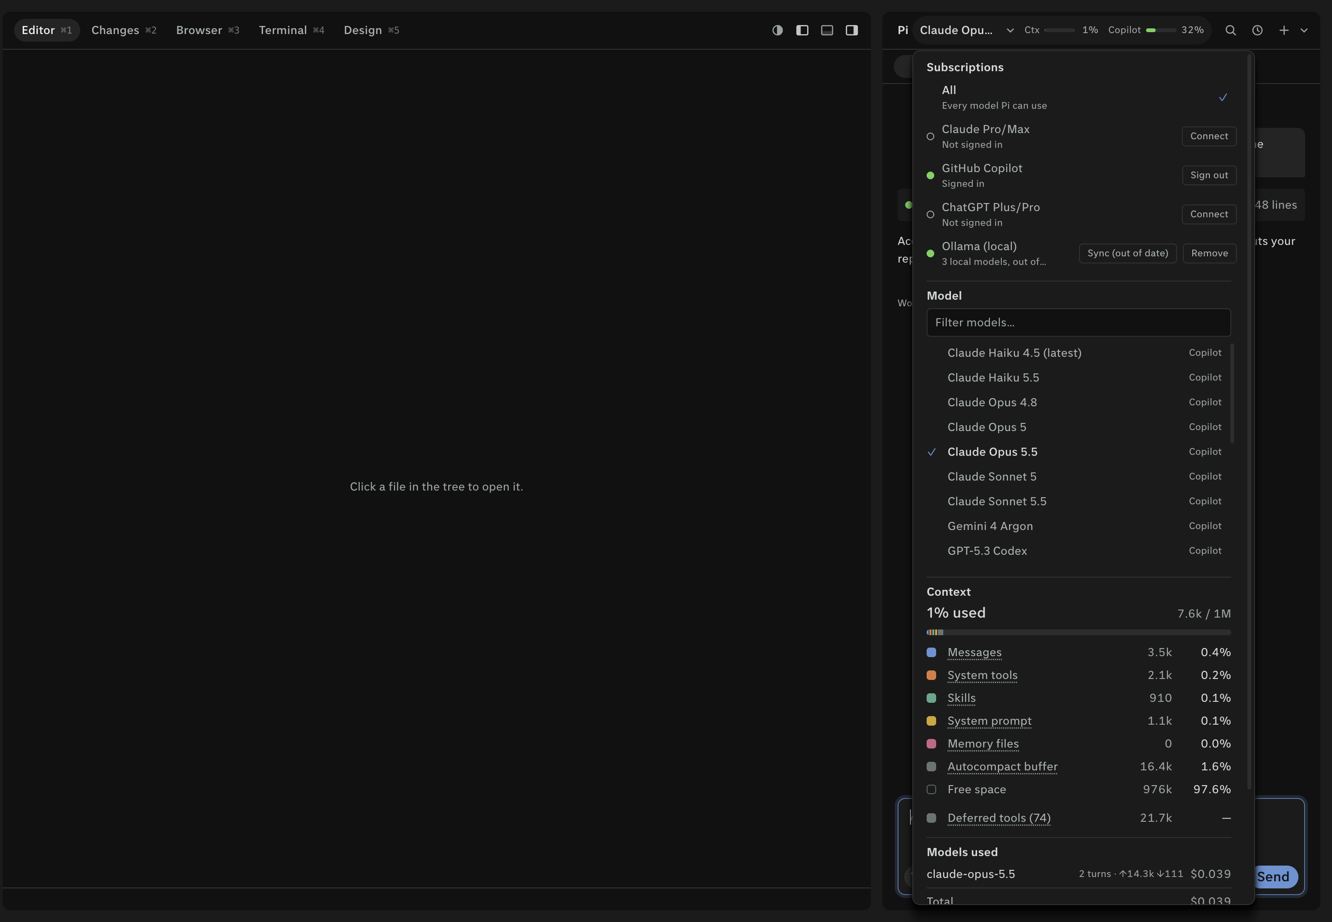 Editor ⌘1 Changes ⌘2 Browser ⌘3 Terminal ⌘4 Design ⌘5
Pi Claude Opu... Ctx 1% Copilot 32%
Subscriptions
All
Every model Pi can use
Claude Pro/Max
Not signed in
Connect
GitHub Copilot
Signed in
Sign out
ChatGPT Plus/Pro
Not signed in
Connect
Ollama (local)
3 local models, out of...
Sync (out of date) Remove
48 lines
Model
Filter models...
Claude Haiku 4.5 (latest) Copilot
Claude Haiku 5.5 Copilot
Claude Opus 4.8 Copilot
Claude Opus 5 Copilot
Claude Opus 5.5 Copilot
Claude Sonnet 5 Copilot
Claude Sonnet 5.5 Copilot
Gemini 4 Argon Copilot
GPT-5.3 Codex Copilot
Click a file in the tree to open it.
Context
1% used 7.6k / 1M
Messages 3.5k 0.4%
System tools 2.1k 0.2%
Skills 910 0.1%
System prompt 1.1k 0.1%
Memory files 0 0.0%
Autocompact buffer 16.4k 1.6%
Free space 976k 97.6%
Deferred tools (74) 21.7k —
Models used
claude-opus-5.5 2 turns · ↑14.3k ↓111 $0.039
Total $0.039
Send